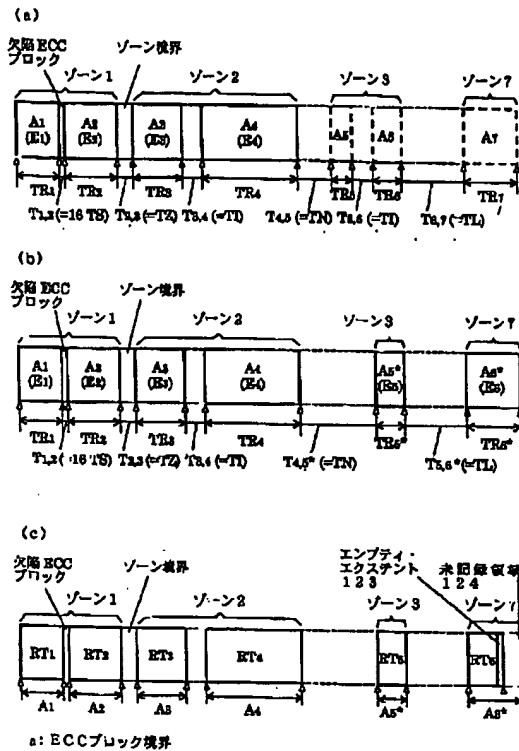 (a)
欠陥ECC
ブロック
ゾーン境界
ゾーン1
ゾーン2
ゾーン3
ゾーン7
A1
(E1)
A2
(E2)
A3
(E3)
A4
(E4)
A5
A6
A7
TR1
TR2
TR3
TR4
TR5
TR6
TR7
T1,2(=16TS)
T2,3(=TZ)
T3,4(=TI)
T4,5(=TN)
T5,6(=TI)
T6,7(=TL)
(b)
欠陥ECC
ブロック
ゾーン境界
ゾーン1
ゾーン2
ゾーン3
ゾーン7
A1
(E1)
A2
(E2)
A3
(E3)
A4
(E4)
A5*
(E5)
A6*
(E5)
TR1
TR2
TR3
TR4
TR5*
TR5*
T1,2(=16TS)
T2,3(=TZ)
T3,4(=TI)
T4,5*(=TN)
T5,6*(=TL)
(c)
欠陥ECC
ブロック
ゾーン境界
エンプティ・
エクステント
123
未記録領域
124
ゾーン1
ゾーン2
ゾーン3
ゾーン7
RT1
RT2
RT3
RT4
RT5
RT6
A1
A2
A3
A4
A5*
A6*
a:ECCブロック境界